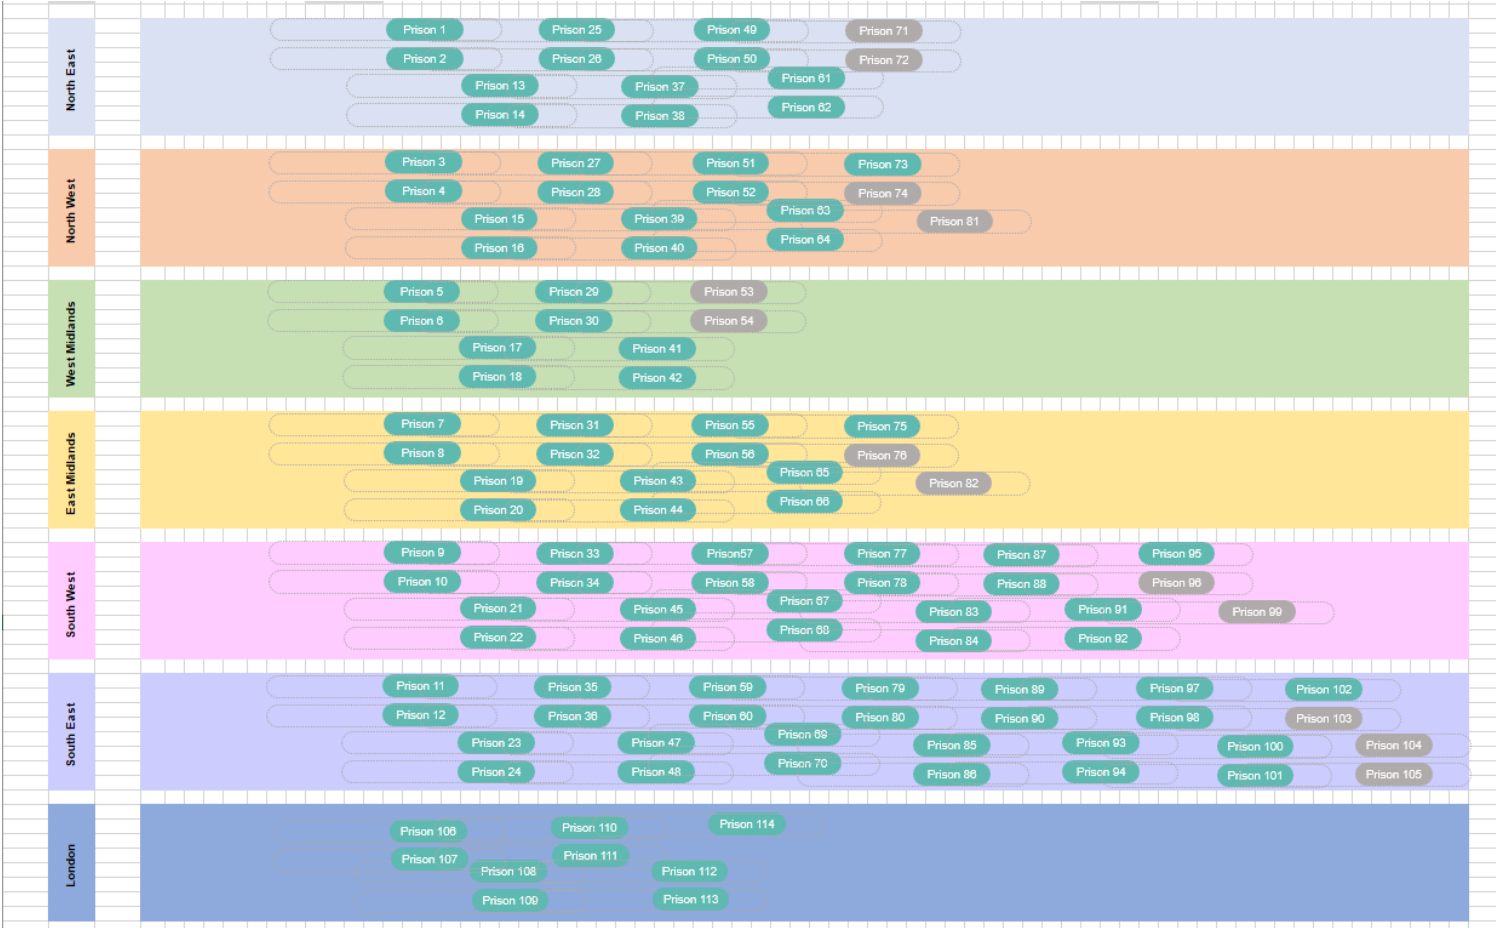 North East
Prison 1
Prison 25
Prison 49
Prison 71
Prison 2
Prison 26
Prison 50
Prison 72
Prison 61
Prison 13
Prison 37
Prison 62
Prison 14
Prison 38
North West
Prison 3
Prison 27
Prison 51
Prison 73
Prison 4
Prison 28
Prison 52
Prison 74
Prison 63
Prison 15
Prison 39
Prison 81
Prison 64
Prison 16
Prison 40
West Midlands
Prison 5
Prison 29
Prison 53
Prison 6
Prison 30
Prison 54
Prison 17
Prison 41
Prison 18
Prison 42
East Midlands
Prison 7
Prison 31
Prison 55
Prison 75
Prison 8
Prison 32
Prison 56
Prison 76
Prison 65
Prison 19
Prison 43
Prison 82
Prison 66
Prison 20
Prison 44
South West
Prison 9
Prison 33
Prison57
Prison 77
Prison 87
Prison 95
Prison 10
Prison 34
Prison 58
Prison 78
Prison 88
Prison 96
Prison 67
Prison 21
Prison 45
Prison 83
Prison 91
Prison 99
Prison 68
Prison 22
Prison 46
Prison 84
Prison 92
South East
Prison 11
Prison 35
Prison 59
Prison 79
Prison 89
Prison 97
Prison 102
Prison 12
Prison 36
Prison 60
Prison 80
Prison 90
Prison 98
Prison 103
Prison 69
Prison 23
Prison 47
Prison 85
Prison 93
Prison 100
Prison 104
Prison 70
Prison 24
Prison 48
Prison 86
Prison 94
Prison 101
Prison 105
London
Prison 106
Prison 110
Prison 114
Prison 107
Prison 111
Prison 108
Prison 112
Prison 109
Prison 113